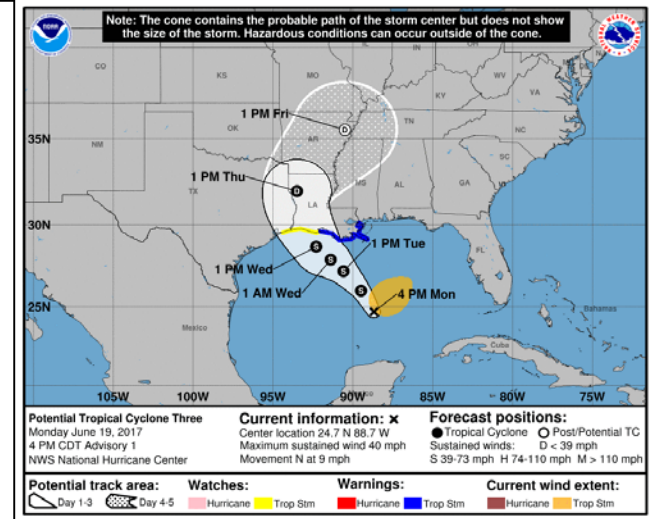 Note: The cone contains the probable path of the storm center but does not show
the size of the storm. Hazardous conditions can occur outside of the cone.
NOAA
CO
KS
MO
IL
IN
OH
WV
VA
KY
1 PM Fri
35N
NM
OK
AR
TN
NC
SC
1 PM Thu
TX
LA
MS
AL
GA
30N
1 PM Tue
FL
1 PM Wed
1 AM Wed
4 PM Mon
25N
Mexico
Bahamas
Cuba
Mexico
105W
100W
95W
90W
85W
80W
75W
D
D
S
S
S
S
Potential Tropical Cyclone Three
Monday June 19, 2017
4 PM CDT Advisory 1
NWS National Hurricane Center
Current information: x
Center location 24.7 N 88.7 W
Maximum sustained wind 40 mph
Movement N at 9 mph
Forecast positions:
Tropical Cyclone Post/Potential TC
Sustained winds: D < 39 mph
S 39-73 mph H 74-110 mph M > 110 mph
Potential track area:
Day 1-3 Day 4-5
Watches:
Hurricane Trop Stm
Warnings:
Hurricane Trop Stm
Current wind extent:
Hurricane Trop Stm